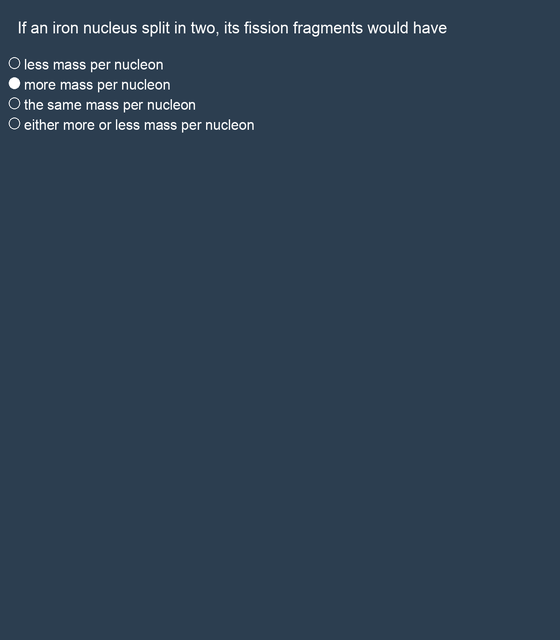 If an iron nucleus split in two, its fission fragments would have
less mass per nucleon
more mass per nucleon
the same mass per nucleon
either more or less mass per nucleon